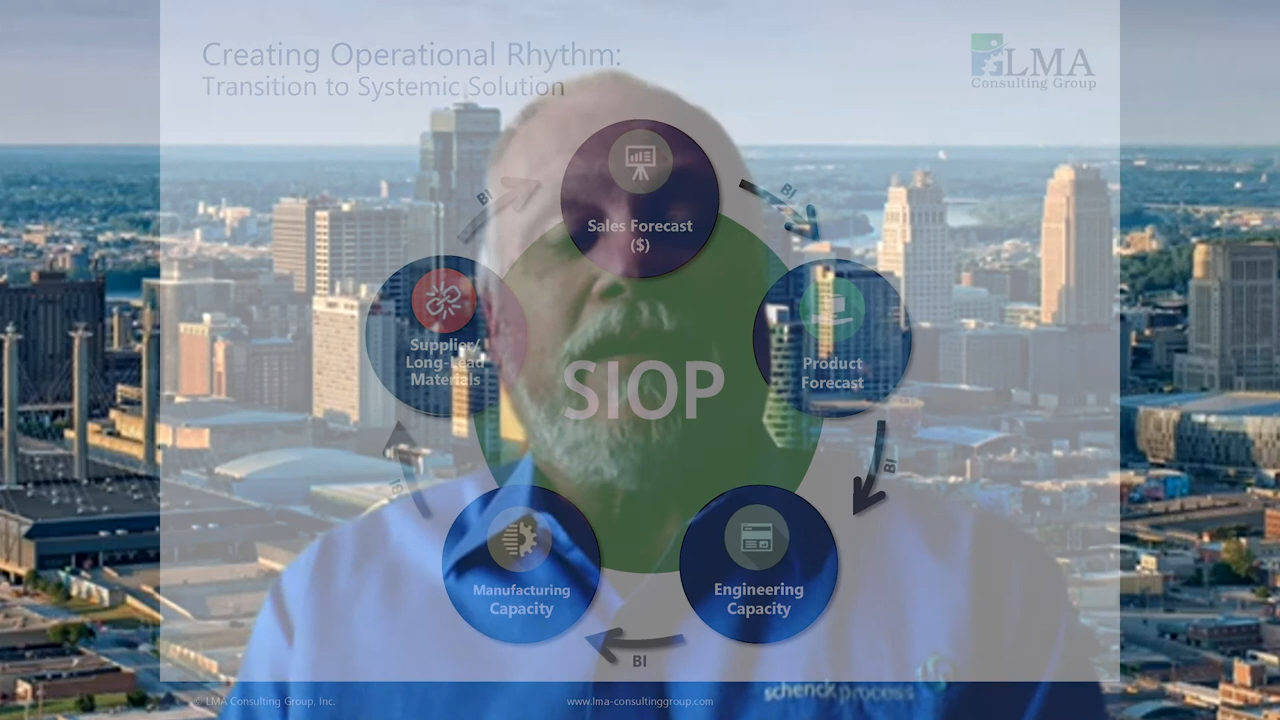 Creating Operational Rhythm:
Transition to Systemic Solution
LMA
Consulting Group
BI
Sales Forecast
($)
BI
Supplier/
Long-Lead
Materials
SIOP
Product
Forecast
BI
BI
Manufacturing
Capacity
Engineering
Capacity
BI
schenck process
© LMA Consulting Group, Inc.
www.lma-consultinggroup.com